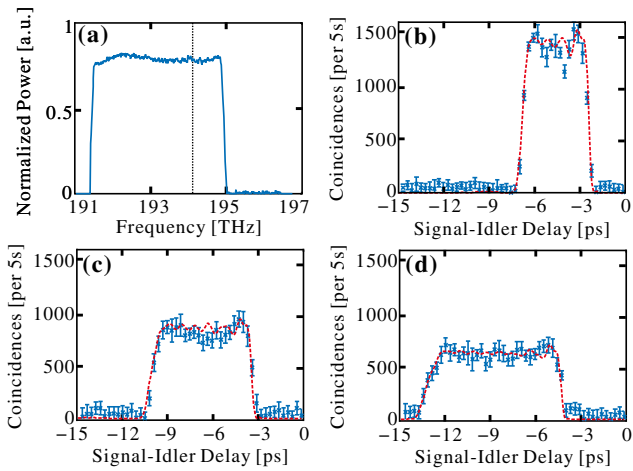 (a)
Normalized Power [a.u.]
1
0.5
0
191 193 195 197
Frequency [THz]
(b)
Coincidences [per 5s]
1500
1000
500
0
−15 −12 −9 −6 −3 0
Signal-Idler Delay [ps]
(c)
Coincidences [per 5s]
1500
1000
500
0
−15 −12 −9 −6 −3 0
Signal-Idler Delay [ps]
(d)
Coincidences [per 5s]
1500
1000
500
0
−15 −12 −9 −6 −3 0
Signal-Idler Delay [ps]